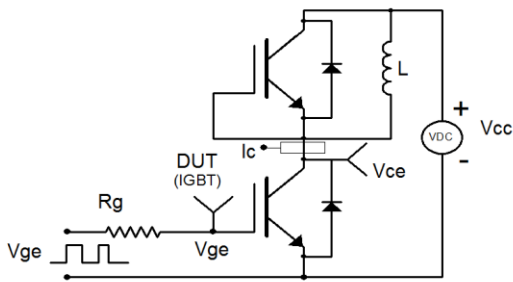 L
+
VDC
Vcc
-
Ic
DUT
(IGBT)
Vce
Rg
Vge
Vge